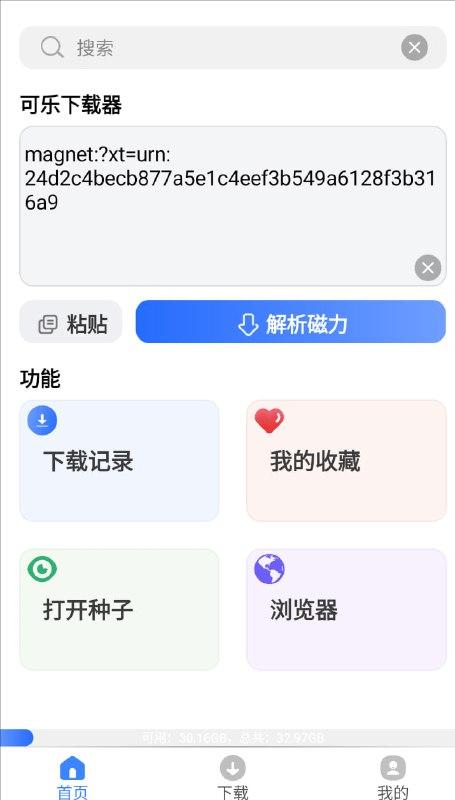 搜索
可乐下载器
magnet:?xt=urn:
24d2c4becb877a5e1c4eef3b549a6128f3b31
6a9
粘贴
解析磁力
功能
下载记录
我的收藏
打开种子
浏览器
可用：30.16GB，总共：32.97GB
首页
下载
我的